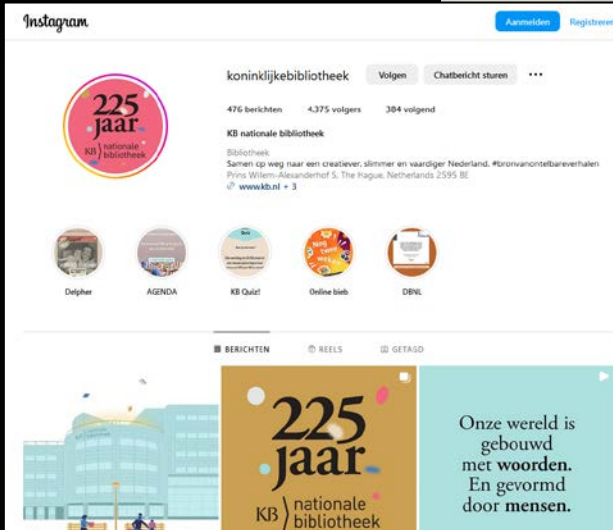 Instagram
Aanmelden Registreren
koninklijkebibliotheek Volgen Chatbericht sturen
476 berichten 4.375 volgers 304 volgend
KB nationale bibliotheek
Bibliotheek
Samen op weg naar een creatiever, slimmer en vaardiger Nederland. #bronvanontelbareverhalen
Prins Willem-Alexanderhof 5, The Hague, Netherlands 2595 BE
www.kb.nl + 3
225
jaar
KB nationale
bibliotheek
Nog
twee
Delpher AGENDA KB Quiz! Online bieb DBNL
BERICHTEN REELS GETAGD
225
jaar
KB nationale
bibliotheek
Onze wereld is
gebouwd
met woorden.
En gevormd
door mensen.